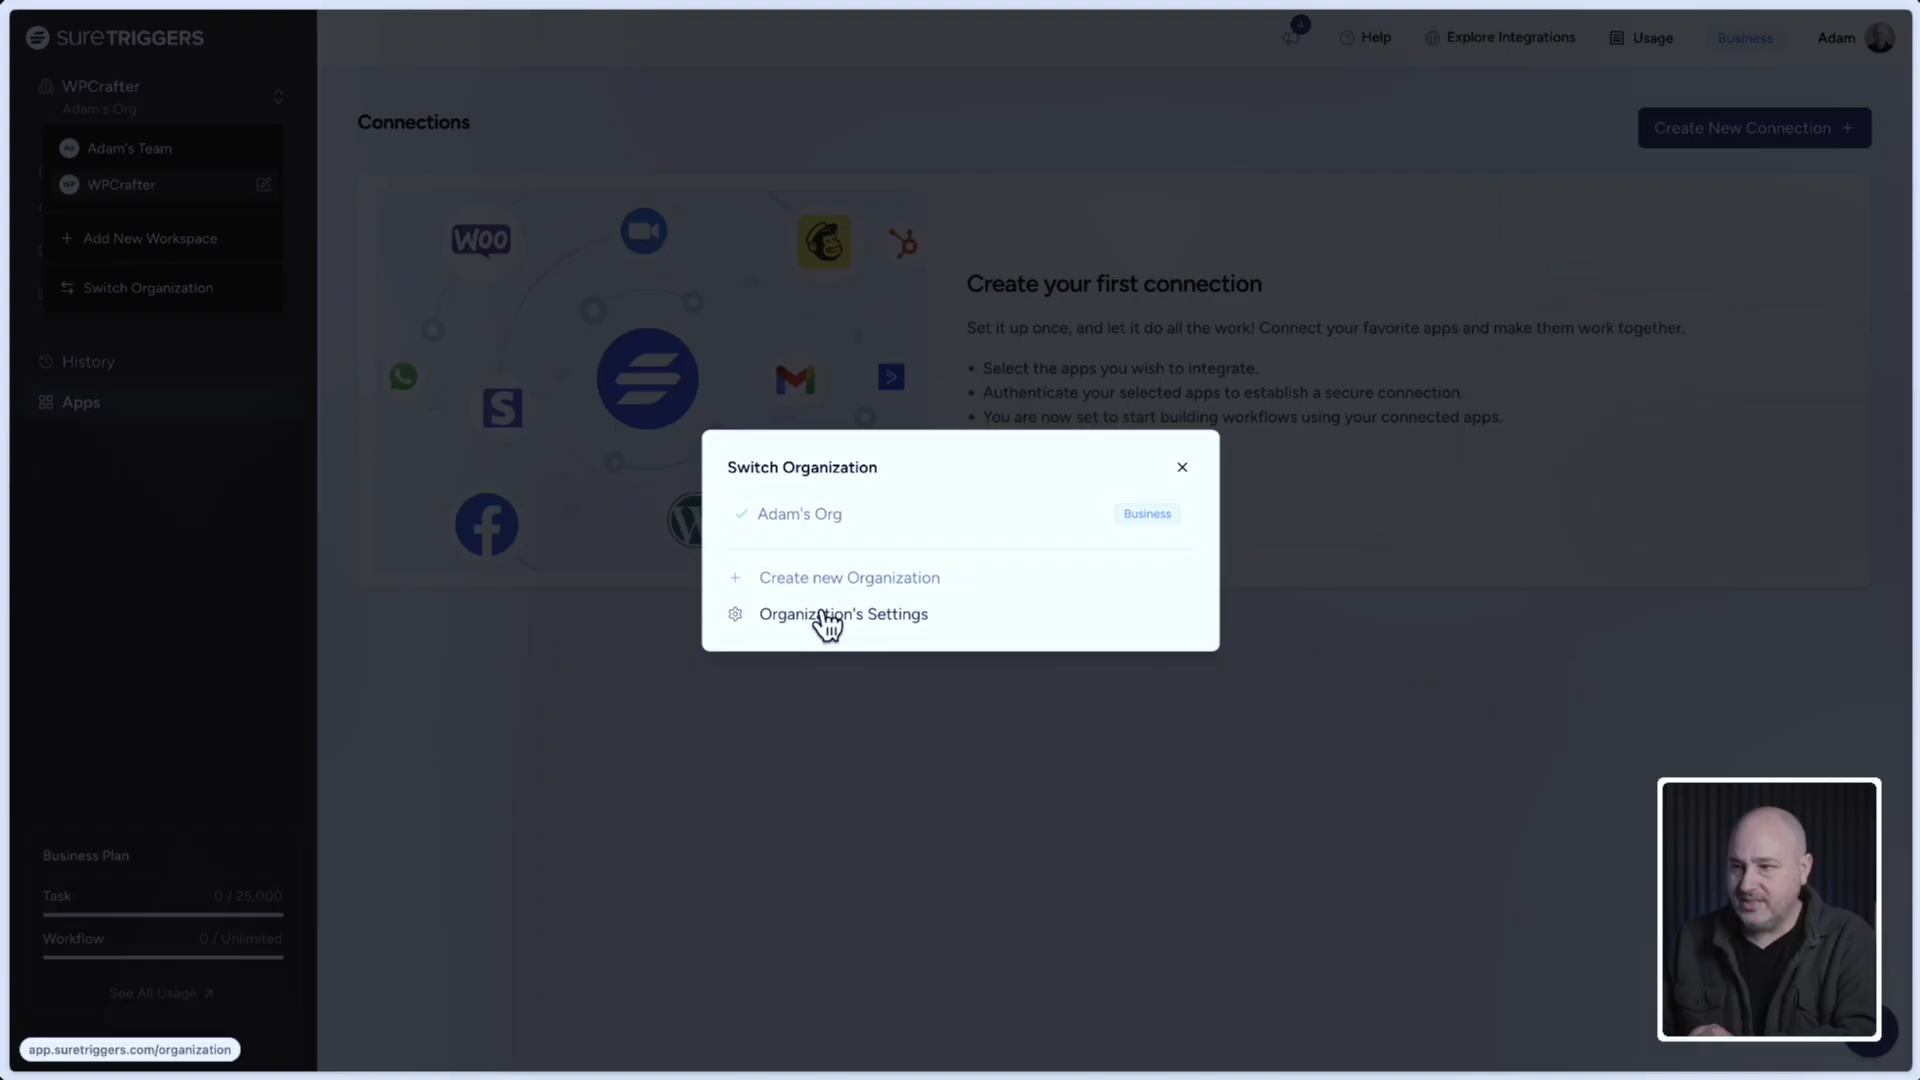 sureTRIGGERS
WPCrafter
Adam's Org
Ad Adam's Team
WP WPCrafter
+ Add New Workspace
Switch Organization
History
Apps
Business Plan
Task 0 / 25,000
Workflow 0 / Unlimited
See All Usage
app.suretriggers.com/organization
4
Help
Explore Integrations
Usage
Business
Adam
Connections
Create New Connection +
WOO
S
Create your first connection
Set it up once, and let it do all the work! Connect your favorite apps and make them work together.
• Select the apps you wish to integrate.
• Authenticate your selected apps to establish a secure connection.
• You are now set to start building workflows using your connected apps.
Switch Organization
Adam's Org Business
+ Create new Organization
Organization's Settings